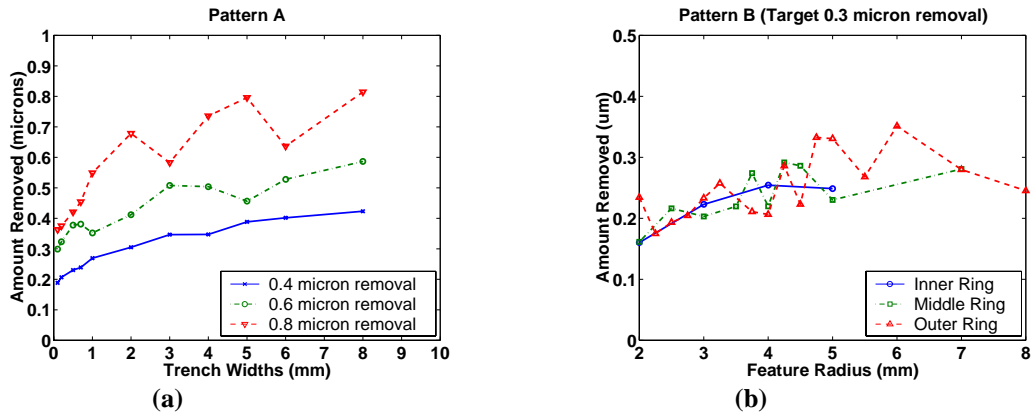 Pattern A
Amount Removed (microns)
1
0.9
0.8
0.7
0.6
0.5
0.4
0.3
0.2
0.1
0
0 1 2 3 4 5 6 7 8 9 10
Trench Widths (mm)
0.4 micron removal
0.6 micron removal
0.8 micron removal
(a)
Pattern B (Target 0.3 micron removal)
Amount Removed (um)
0.5
0.4
0.3
0.2
0.1
0
2 3 4 5 6 7 8
Feature Radius (mm)
Inner Ring
Middle Ring
Outer Ring
(b)